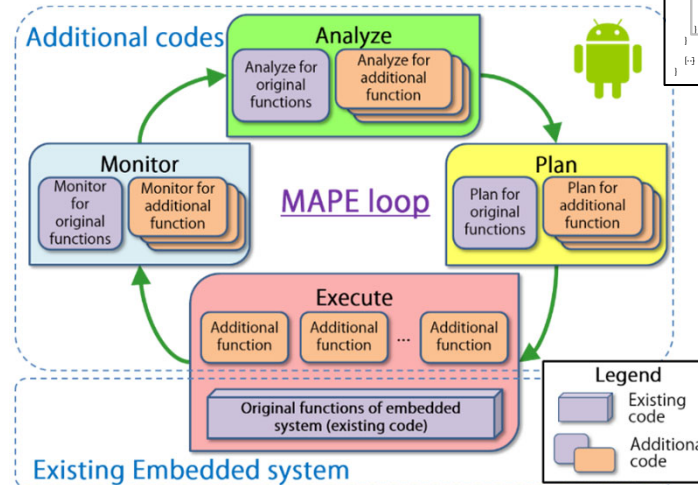 Additional codes
Analyze
Analyze for
original
functions
Analyze for
additional
function
Monitor
Monitor
for
original
functions
Monitor for
additional
function
MAPE loop
Plan
Plan for
original
functions
Plan for
additional
function
Execute
Additional
function
Additional
function
...
Additional
function
Original functions of embedded
system (existing code)
Existing Embedded system
Legend
Existing
code
Additiona
code